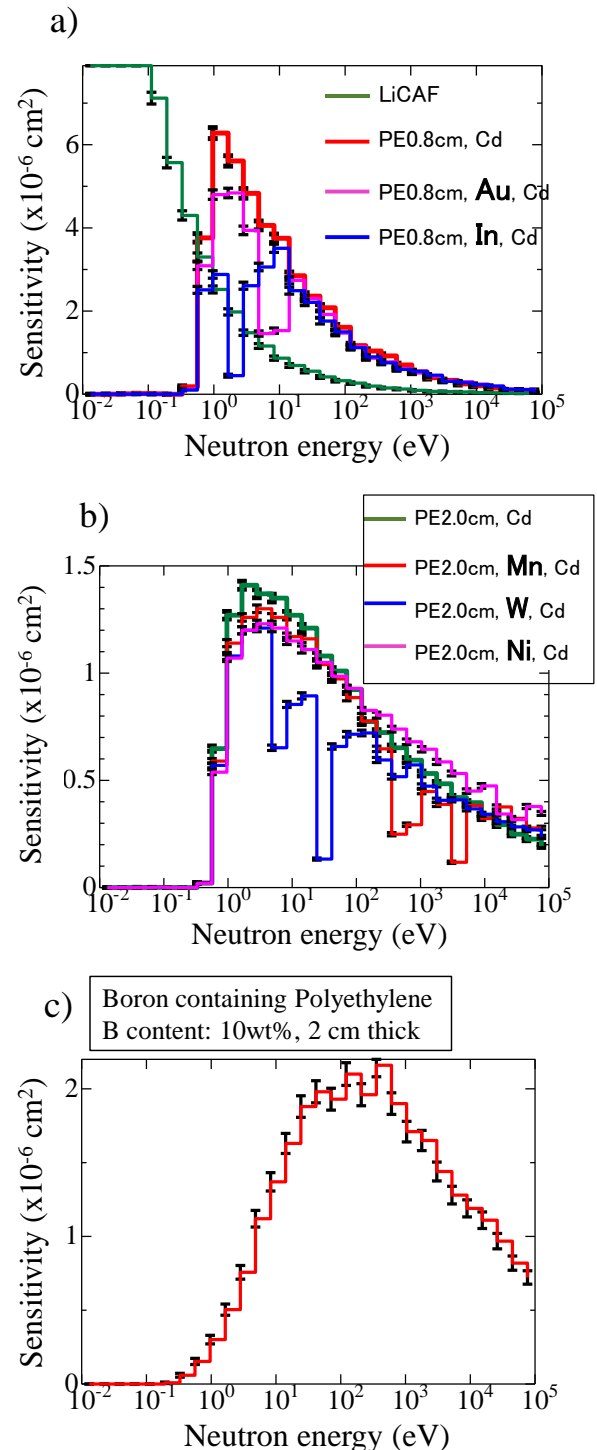 a)
Sensitivity (x10⁻⁶ cm²)
6
4
2
0
LiCAF
PE0.8cm, Cd
PE0.8cm, Au, Cd
PE0.8cm, In, Cd
10⁻² 10⁻¹ 10⁰ 10¹ 10² 10³ 10⁴ 10⁵
Neutron energy (eV)
b)
PE2.0cm, Cd
PE2.0cm, Mn, Cd
PE2.0cm, W, Cd
PE2.0cm, Ni, Cd
Sensitivity (x10⁻⁶ cm²)
1.5
1
0.5
0
10⁻² 10⁻¹ 10⁰ 10¹ 10² 10³ 10⁴ 10⁵
Neutron energy (eV)
c)
Boron containing Polyethylene
B content: 10wt%, 2 cm thick
Sensitivity (x10⁻⁶ cm²)
2
1
0
10⁻² 10⁻¹ 10⁰ 10¹ 10² 10³ 10⁴ 10⁵
Neutron energy (eV)